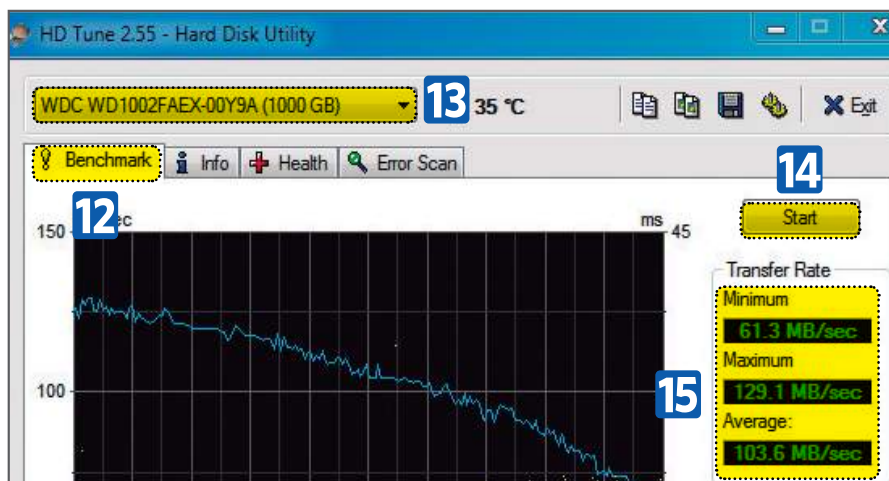 HD Tune 2.55 - Hard Disk Utility
WDC WD1002FAEX-00Y9A (1000 GB) 13 35 °C Exit
Benchmark Info Health Error Scan
14
12 ec ms Start
150 45
Transfer Rate
Minimum
61.3 MB/sec
Maximum
100 15 129.1 MB/sec
Average:
103.6 MB/sec